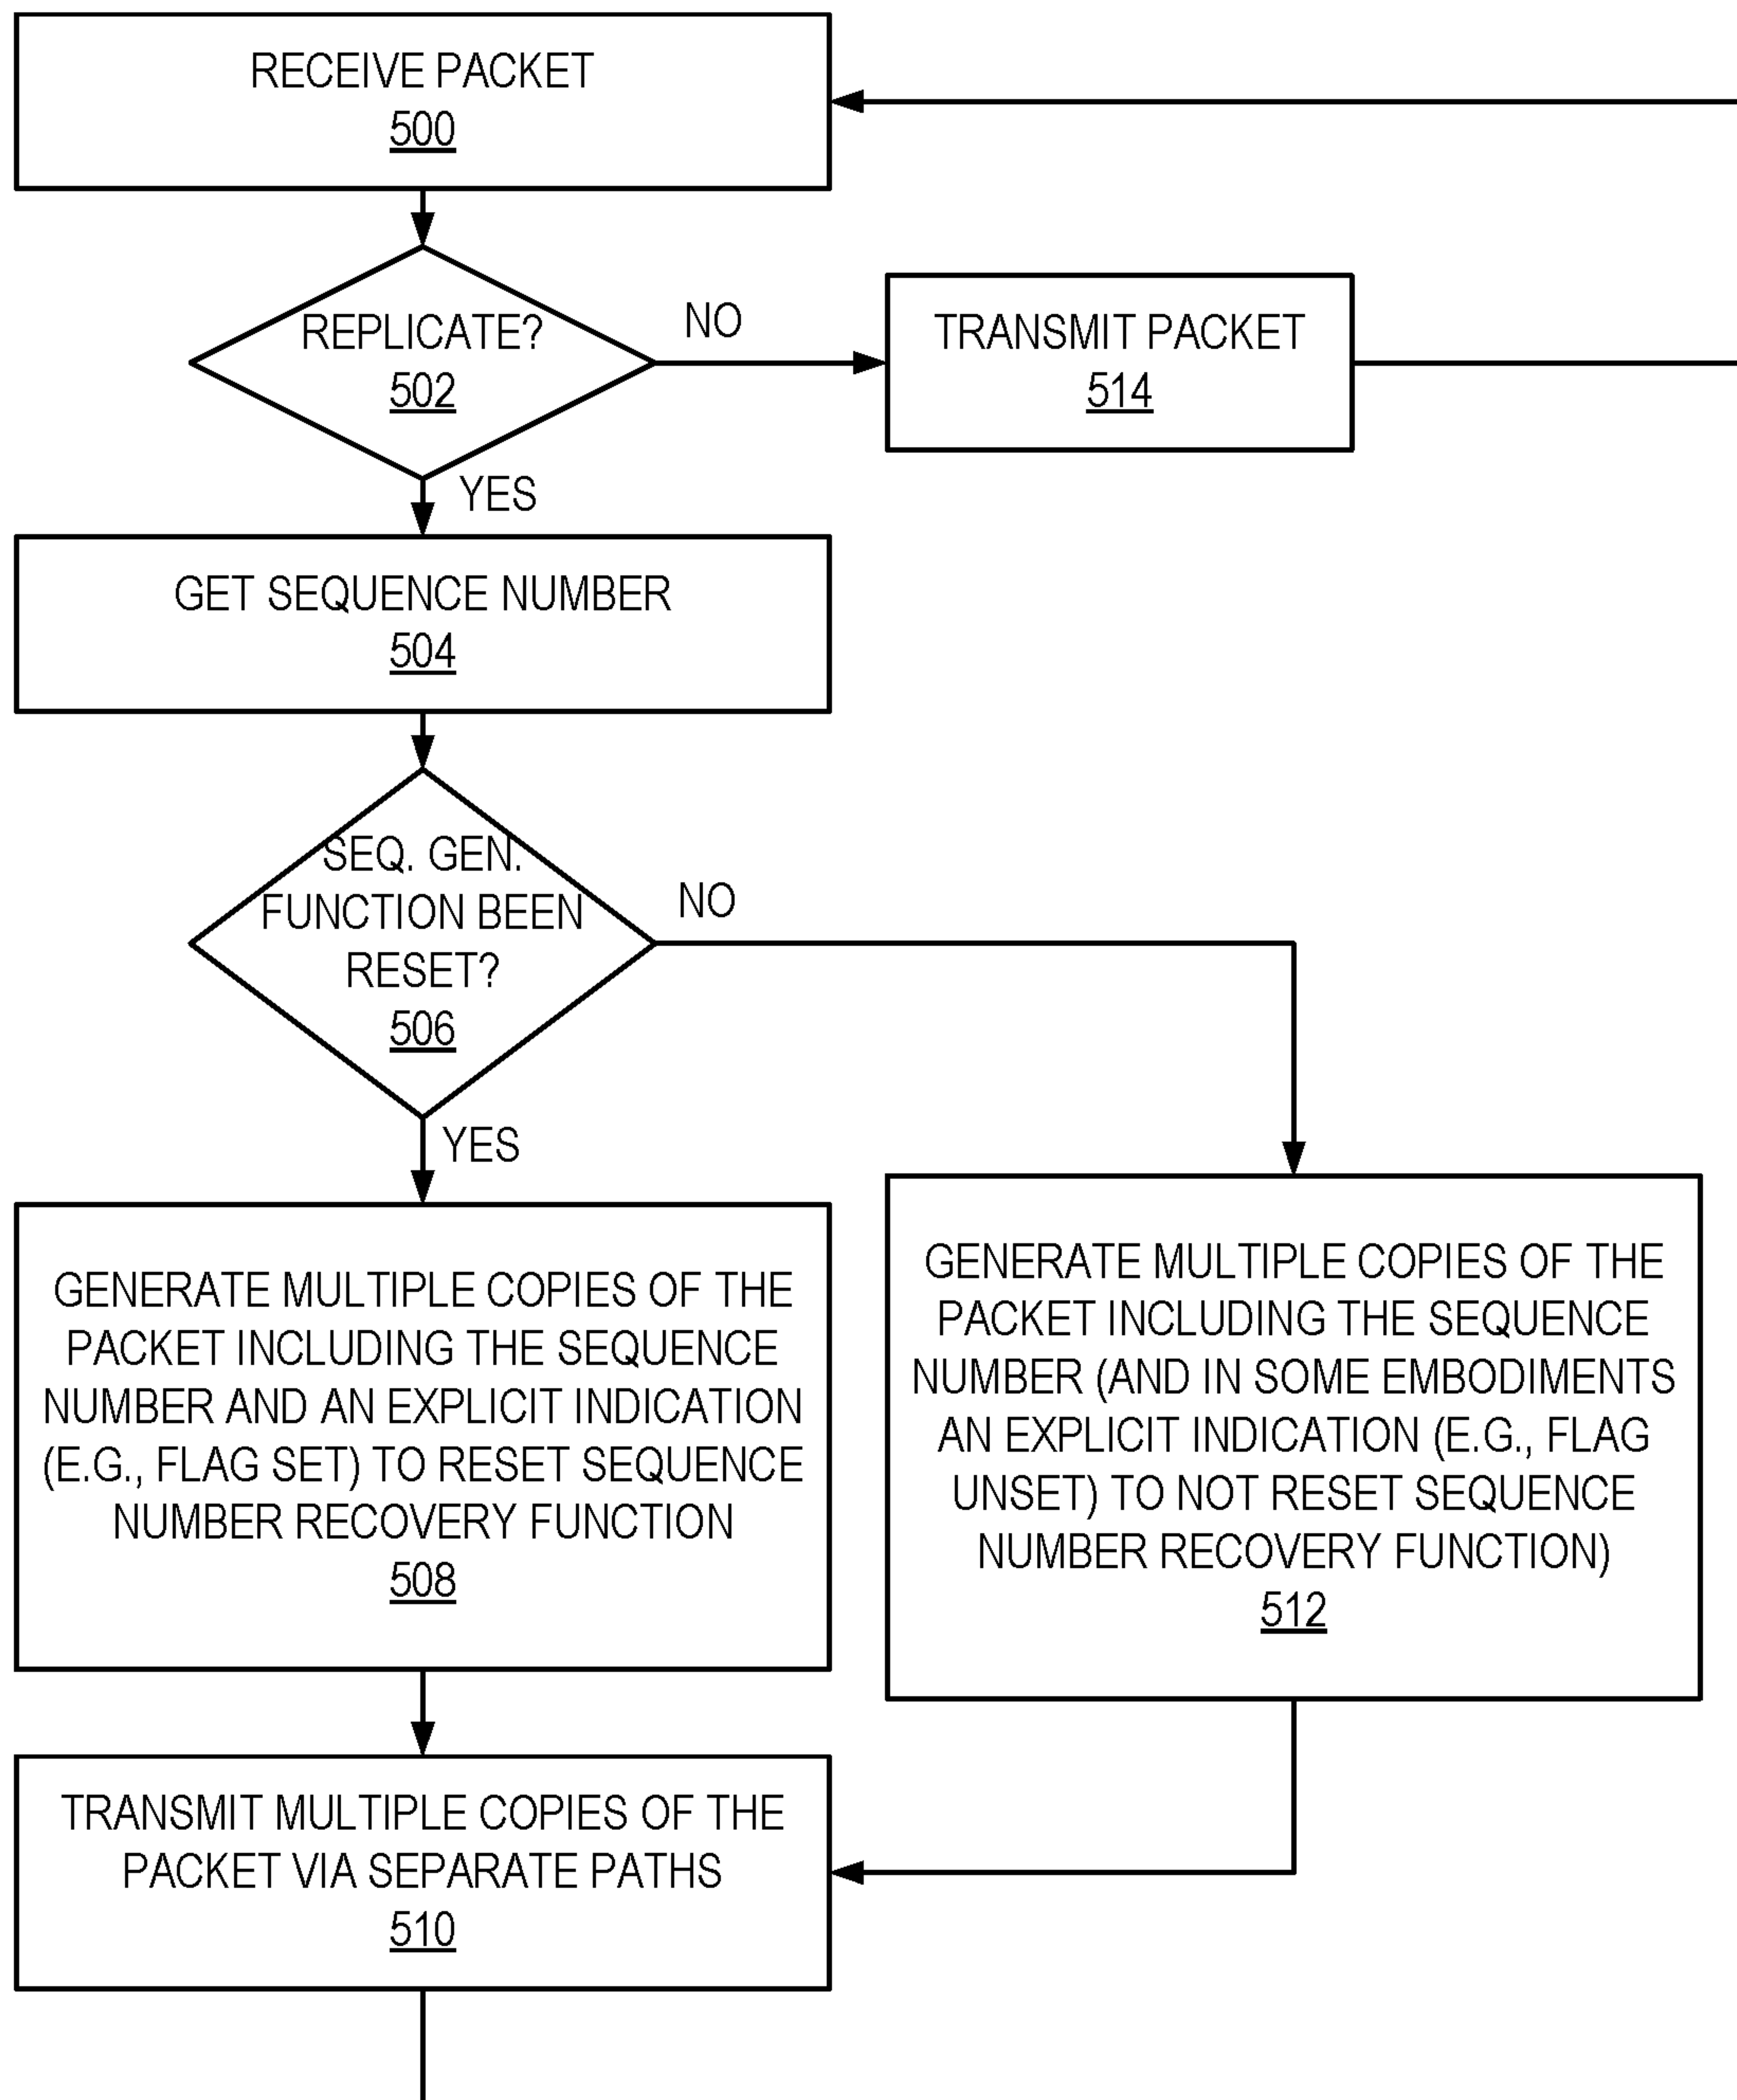 RECEIVE PACKET
500
REPLICATE?
502
NO
TRANSMIT PACKET
514
YES
GET SEQUENCE NUMBER
504
SEQ. GEN.
FUNCTION BEEN
RESET?
506
NO
YES
GENERATE MULTIPLE COPIES OF THE
PACKET INCLUDING THE SEQUENCE
NUMBER AND AN EXPLICIT INDICATION
(E.G., FLAG SET) TO RESET SEQUENCE
NUMBER RECOVERY FUNCTION
508
GENERATE MULTIPLE COPIES OF THE
PACKET INCLUDING THE SEQUENCE
NUMBER (AND IN SOME EMBODIMENTS
AN EXPLICIT INDICATION (E.G., FLAG
UNSET) TO NOT RESET SEQUENCE
NUMBER RECOVERY FUNCTION)
512
TRANSMIT MULTIPLE COPIES OF THE
PACKET VIA SEPARATE PATHS
510